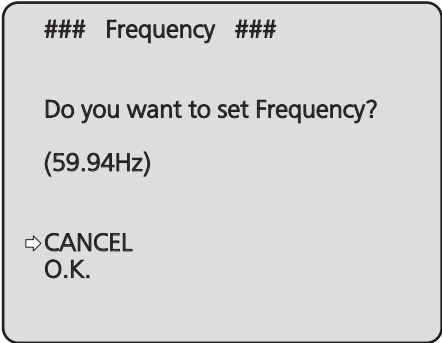 ### Frequency ###
Do you want to set Frequency?
(59.94Hz)
⇨CANCEL
O.K.